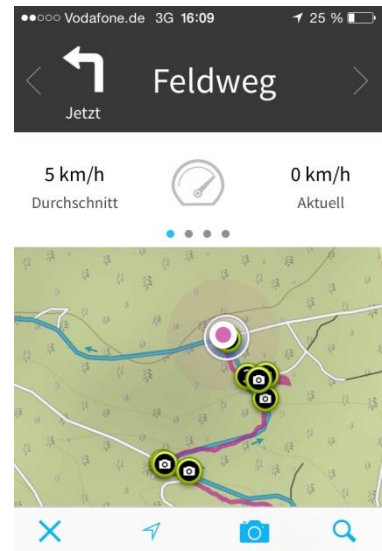 Vodafone.de 3G 16:09 25 %
Feldweg
Jetzt
5 km/h 0 km/h
Durchschnitt Aktuell